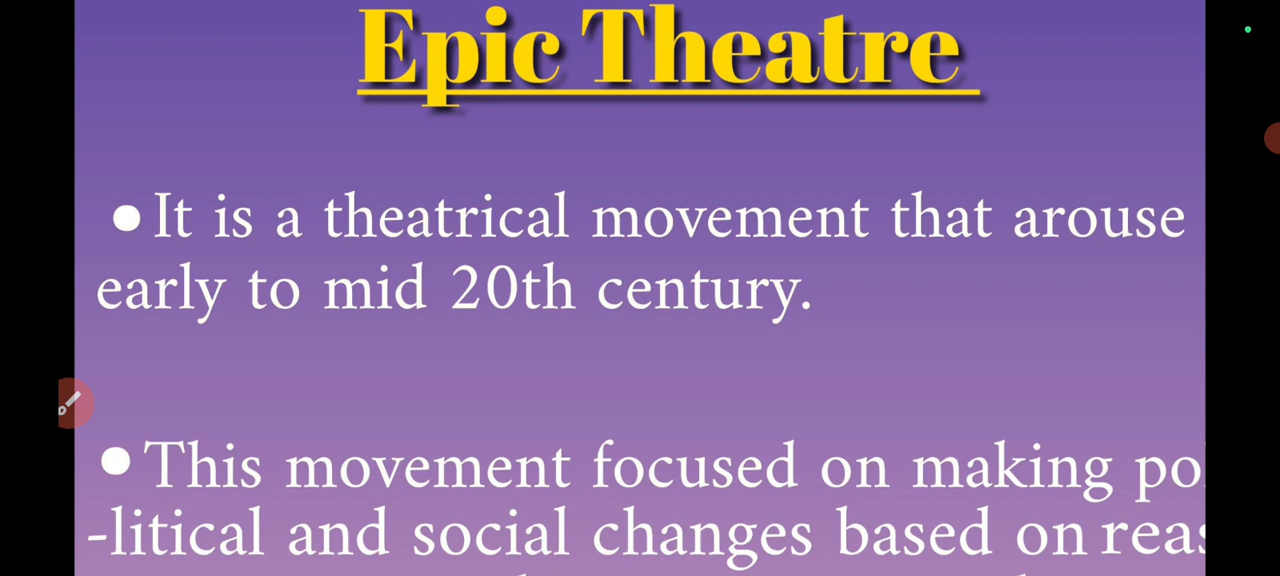 Epic Theatre
•It is a theatrical movement that arouse
early to mid 20th century.
•This movement focused on making po
-litical and social changes based on